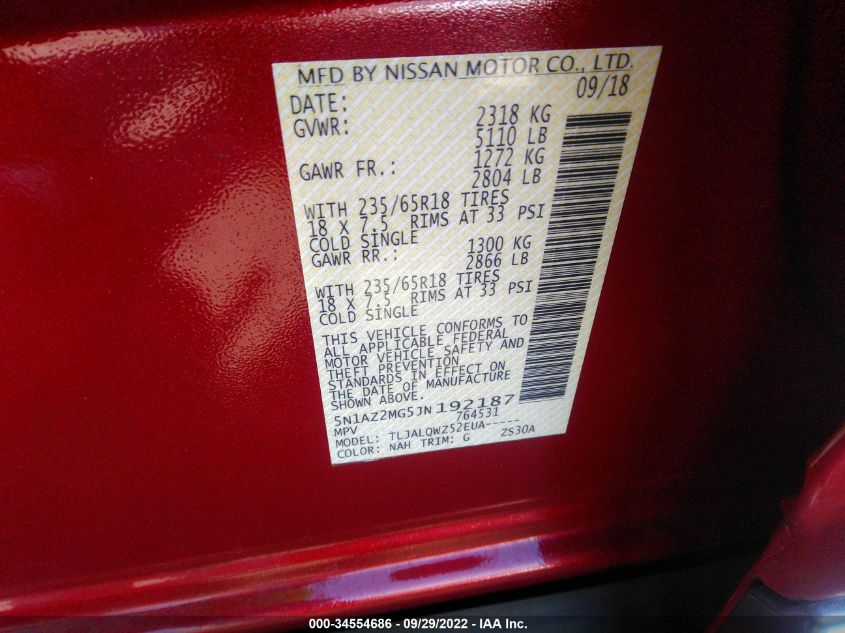 MFD BY NISSAN MOTOR CO., LTD.
DATE: 09/18
GVWR: 2318 KG
5110 LB
GAWR FR.: 1272 KG
2804 LB
WITH 235/65R18 TIRES
18 X 7.5 RIMS AT 33 PSI
COLD SINGLE
GAWR RR.: 1300 KG
2866 LB
WITH 235/65R18 TIRES
18 X 7.5 RIMS AT 33 PSI
COLD SINGLE
THIS VEHICLE CONFORMS TO
ALL APPLICABLE FEDERAL
MOTOR VEHICLE SAFETY AND
THEFT PREVENTION
STANDARDS IN EFFECT ON
THE DATE OF MANUFACTURE
SHOWN ABOVE.
5N1AZ2MG5JN192187
MPV 764531
MODEL: TLJALQWZ52EUA-----
COLOR: NAH TRIM: G ZS30A
000-34554686 - 09/29/2022 - IAA Inc.